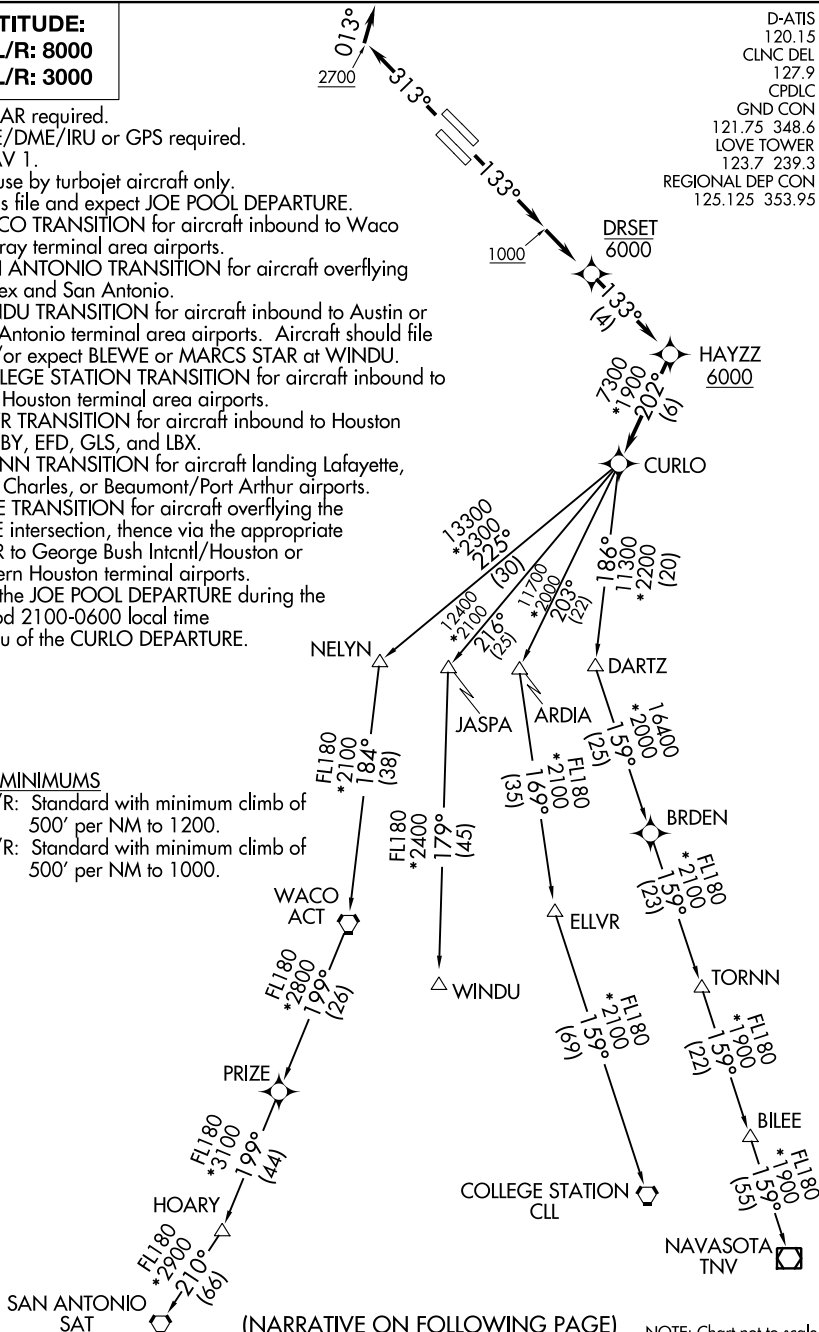 TITUDE:
L/R: 8000
L/R: 3000
D-ATIS
120.15
CLNC DEL
127.9
CPDLC
GND CON
121.75 348.6
LOVE TOWER
123.7 239.3
REGIONAL DEP CON
125.125 353.95
AR required.
E/DME/IRU or GPS required.
AV 1.
use by turbojet aircraft only.
s file and expect JOE POOL DEPARTURE.
CO TRANSITION for aircraft inbound to Waco
ray terminal area airports.
N ANTONIO TRANSITION for aircraft overflying
ex and San Antonio.
NDU TRANSITION for aircraft inbound to Austin or
Antonio terminal area airports. Aircraft should file
/or expect BLEWE or MARCS STAR at WINDU.
LLEGE STATION TRANSITION for aircraft inbound to
Houston terminal area airports.
R TRANSITION for aircraft inbound to Houston
BY, EFD, GLS, and LBX.
NN TRANSITION for aircraft landing Lafayette,
Charles, or Beaumont/Port Arthur airports.
E TRANSITION for aircraft overflying the
E intersection, thence via the appropriate
R to George Bush Intcntl/Houston or
ern Houston terminal airports.
the JOE POOL DEPARTURE during the
od 2100-0600 local time
u of the CURLO DEPARTURE.
013°
2700
313°
133°
1000
DRSET
6000
133°
(4)
HAYZZ
6000
7300
*1900
202°
(6)
CURLO
13300
*2300
225°
(30)
12400
*2100
216°
(25)
11700
*2000
203°
(22)
186°
11300
*2200
(20)
NELYN
JASPA
ARDIA
DARTZ
FL180
*2100
184°
(38)
FL180
*2400
179°
(45)
FL180
*2100
169°
(35)
16400
*2000
159°
(25)
MINIMUMS
/R: Standard with minimum climb of
500' per NM to 1200.
/R: Standard with minimum climb of
500' per NM to 1000.
BRDEN
FL180
*2100
159°
(23)
WACO
ACT
ELLVR
WINDU
TORNN
FL180
*2800
199°
(26)
FL180
*2100
159°
(69)
FL180
*1900
159°
(22)
PRIZE
BILEE
FL180
*3100
199°
(44)
FL180
*1900
159°
(55)
COLLEGE STATION
CLL
HOARY
NAVASOTA
TNV
FL180
*2900
210°
(66)
SAN ANTONIO
SAT
(NARRATIVE ON FOLLOWING PAGE)
NOTE: Chart not to scale